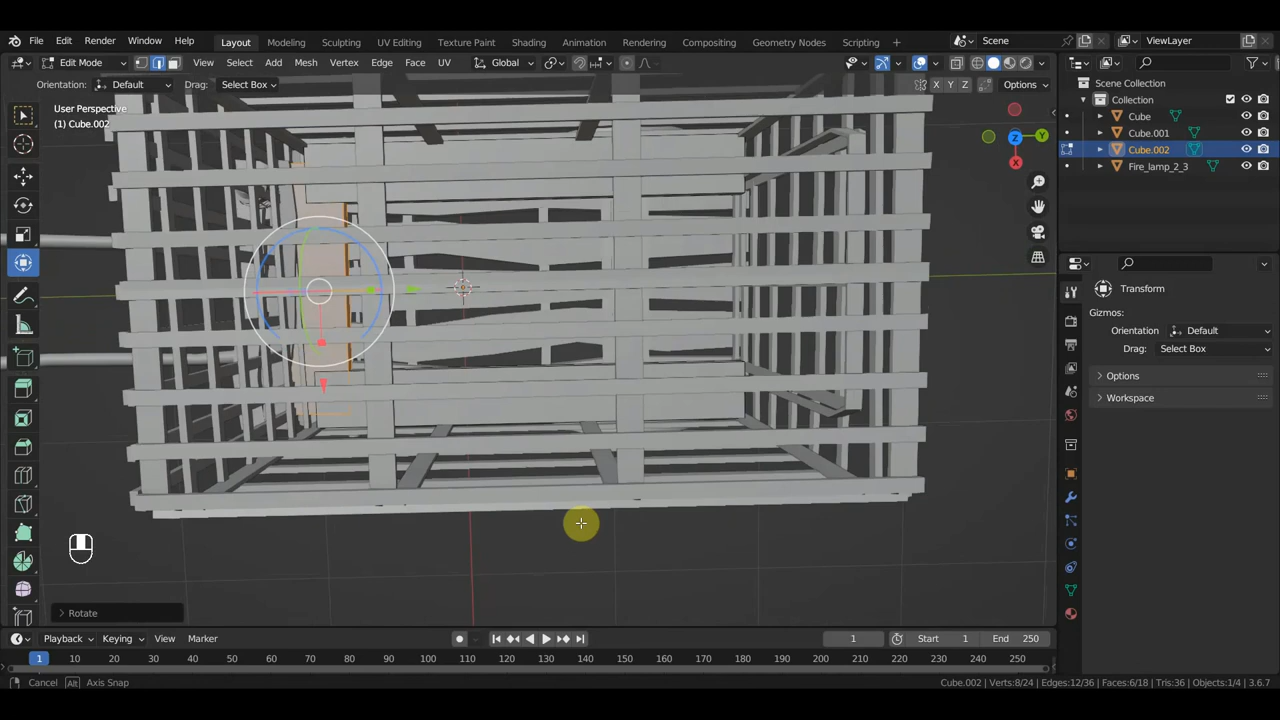 File Edit Render Window Help Layout Modeling Sculpting UV Editing Texture Paint Shading Animation Rendering Compositing Geometry Nodes Scripting + Scene ViewLayer
Edit Mode View Select Add Mesh Vertex Edge Face UV Global
Orientation: Default Drag: Select Box X Y Z Options
User Perspective
(1) Cube.002
Z
Y
X
Scene Collection
Collection
Cube
Cube.001
Cube.002
Fire_lamp_2_3
Transform
Gizmos:
Orientation Default
Drag: Select Box
Options
Workspace
Rotate
Playback Keying View Marker 1 Start 1 End 250
1 10 20 30 40 50 60 70 80 90 100 110 120 130 140 150 160 170 180 190 200 210 220 230 240 250
Cancel Alt Axis Snap Cube.002 | Verts:8/24 | Edges:12/36 | Faces:6/18 | Tris:36 | Objects:1/4 | 3.6.7